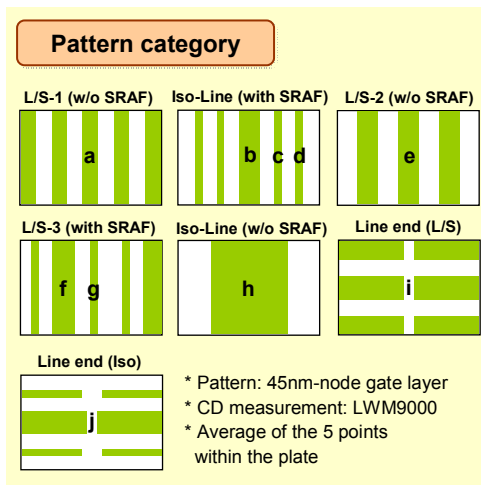 Pattern category
L/S-1 (w/o SRAF) Iso-Line (with SRAF) L/S-2 (w/o SRAF)
a b c d e
L/S-3 (with SRAF) Iso-Line (w/o SRAF) Line end (L/S)
f g h i
Line end (Iso)
j
* Pattern: 45nm-node gate layer
* CD measurement: LWM9000
* Average of the 5 points
within the plate